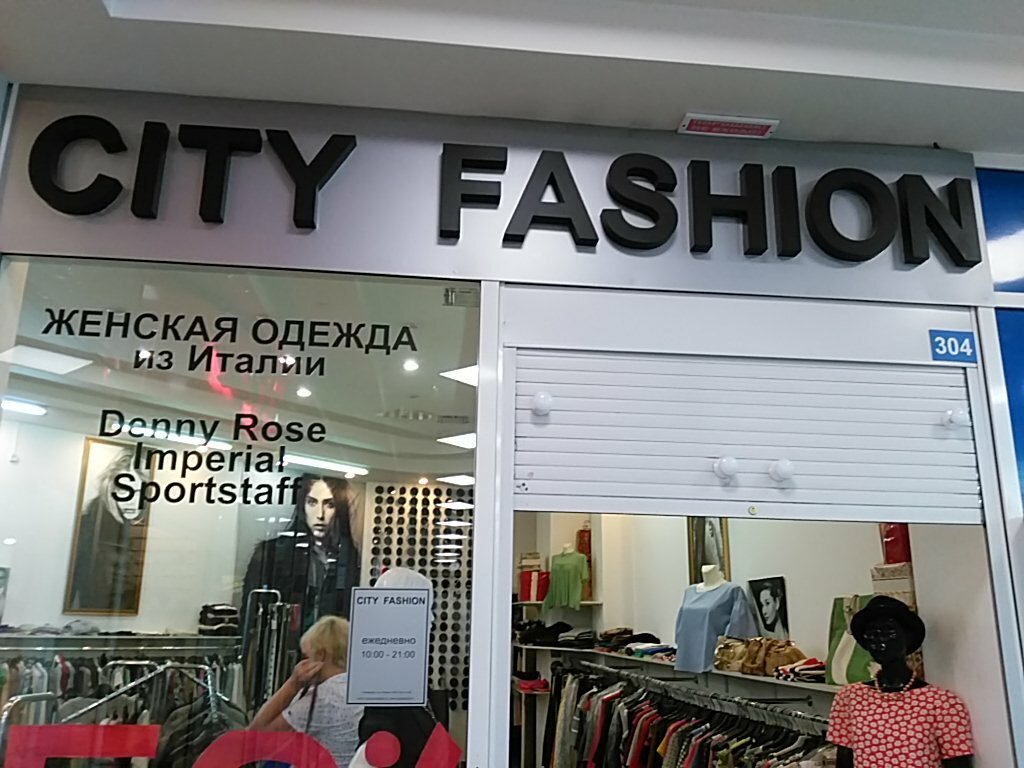 CITY FASHION
304
ЖЕНСКАЯ ОДЕЖДА
из Италии
Denny Rose
Imperial
Sportstaff
CITY FASHION
ежедневно
10:00 - 21:00